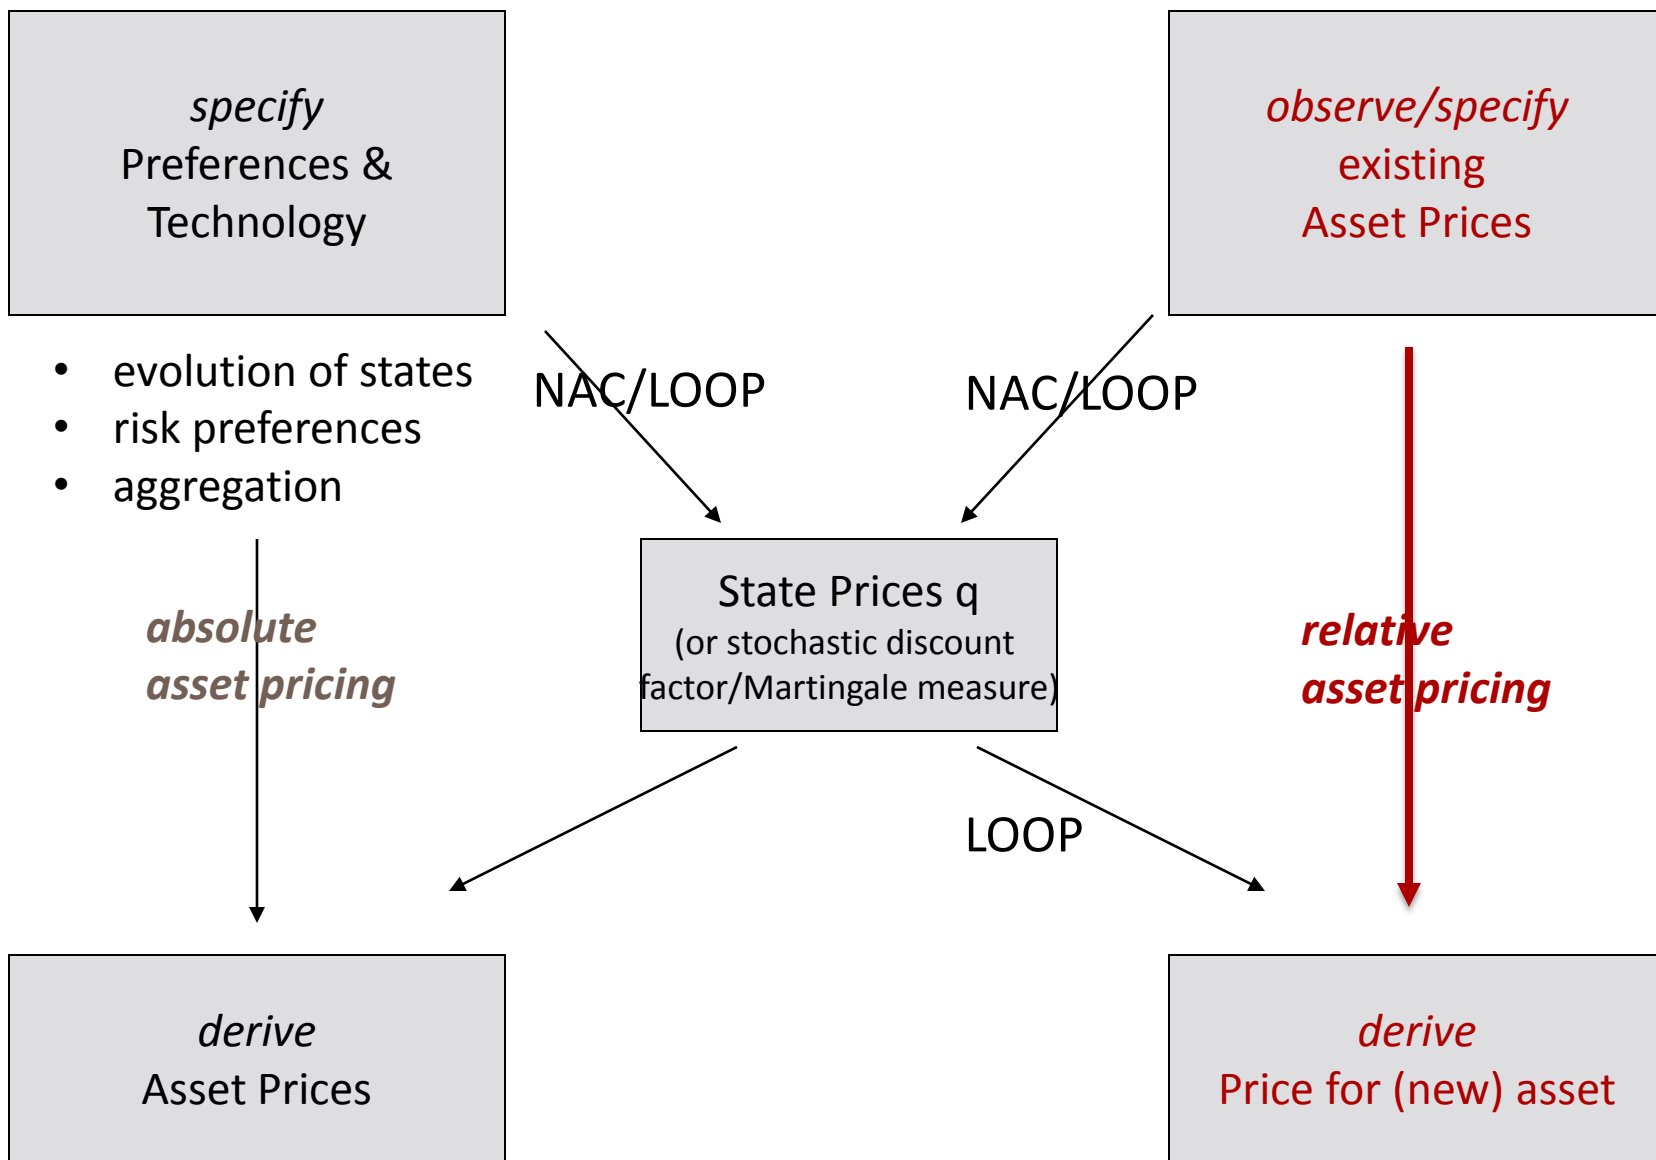 specify
Preferences &
Technology
observe/specify
existing
Asset Prices
• evolution of states
• risk preferences
• aggregation
NAC/LOOP
NAC/LOOP
State Prices q
(or stochastic discount
factor/Martingale measure)
absolute
asset pricing
relative
asset pricing
LOOP
derive
Asset Prices
derive
Price for (new) asset